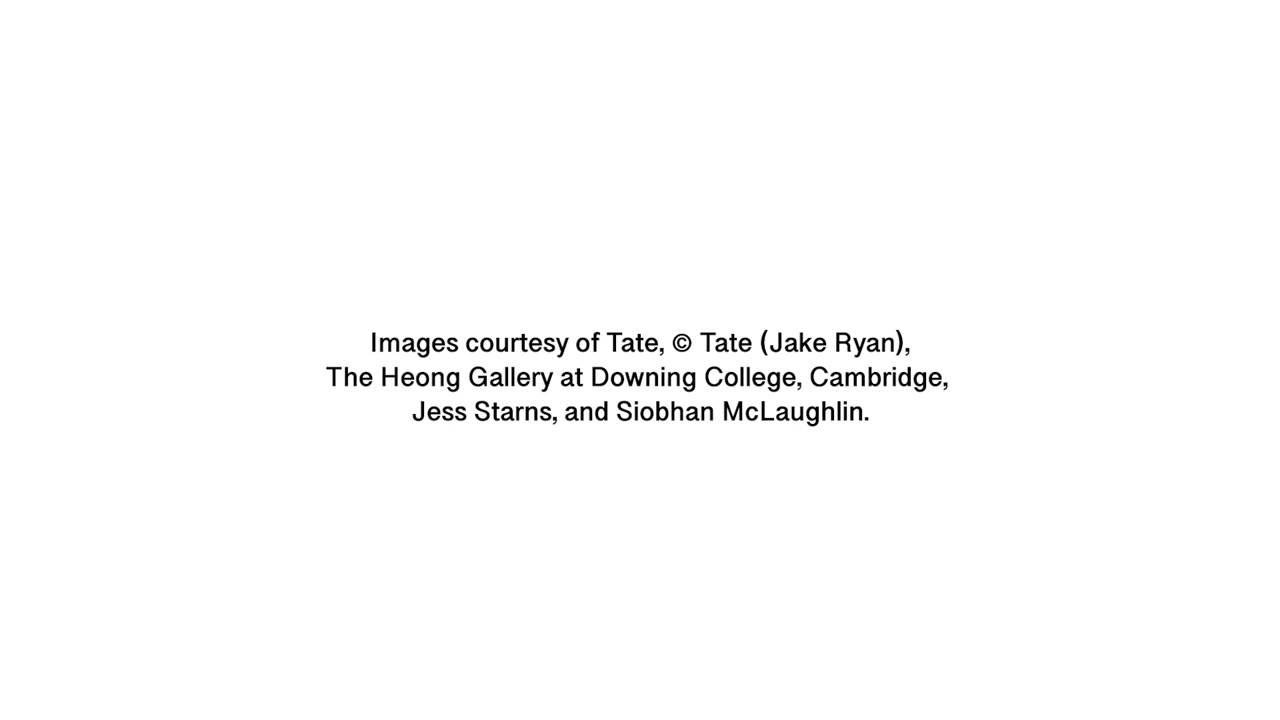 Images courtesy of Tate, © Tate (Jake Ryan),
The Heong Gallery at Downing College, Cambridge,
Jess Starns, and Siobhan McLaughlin.